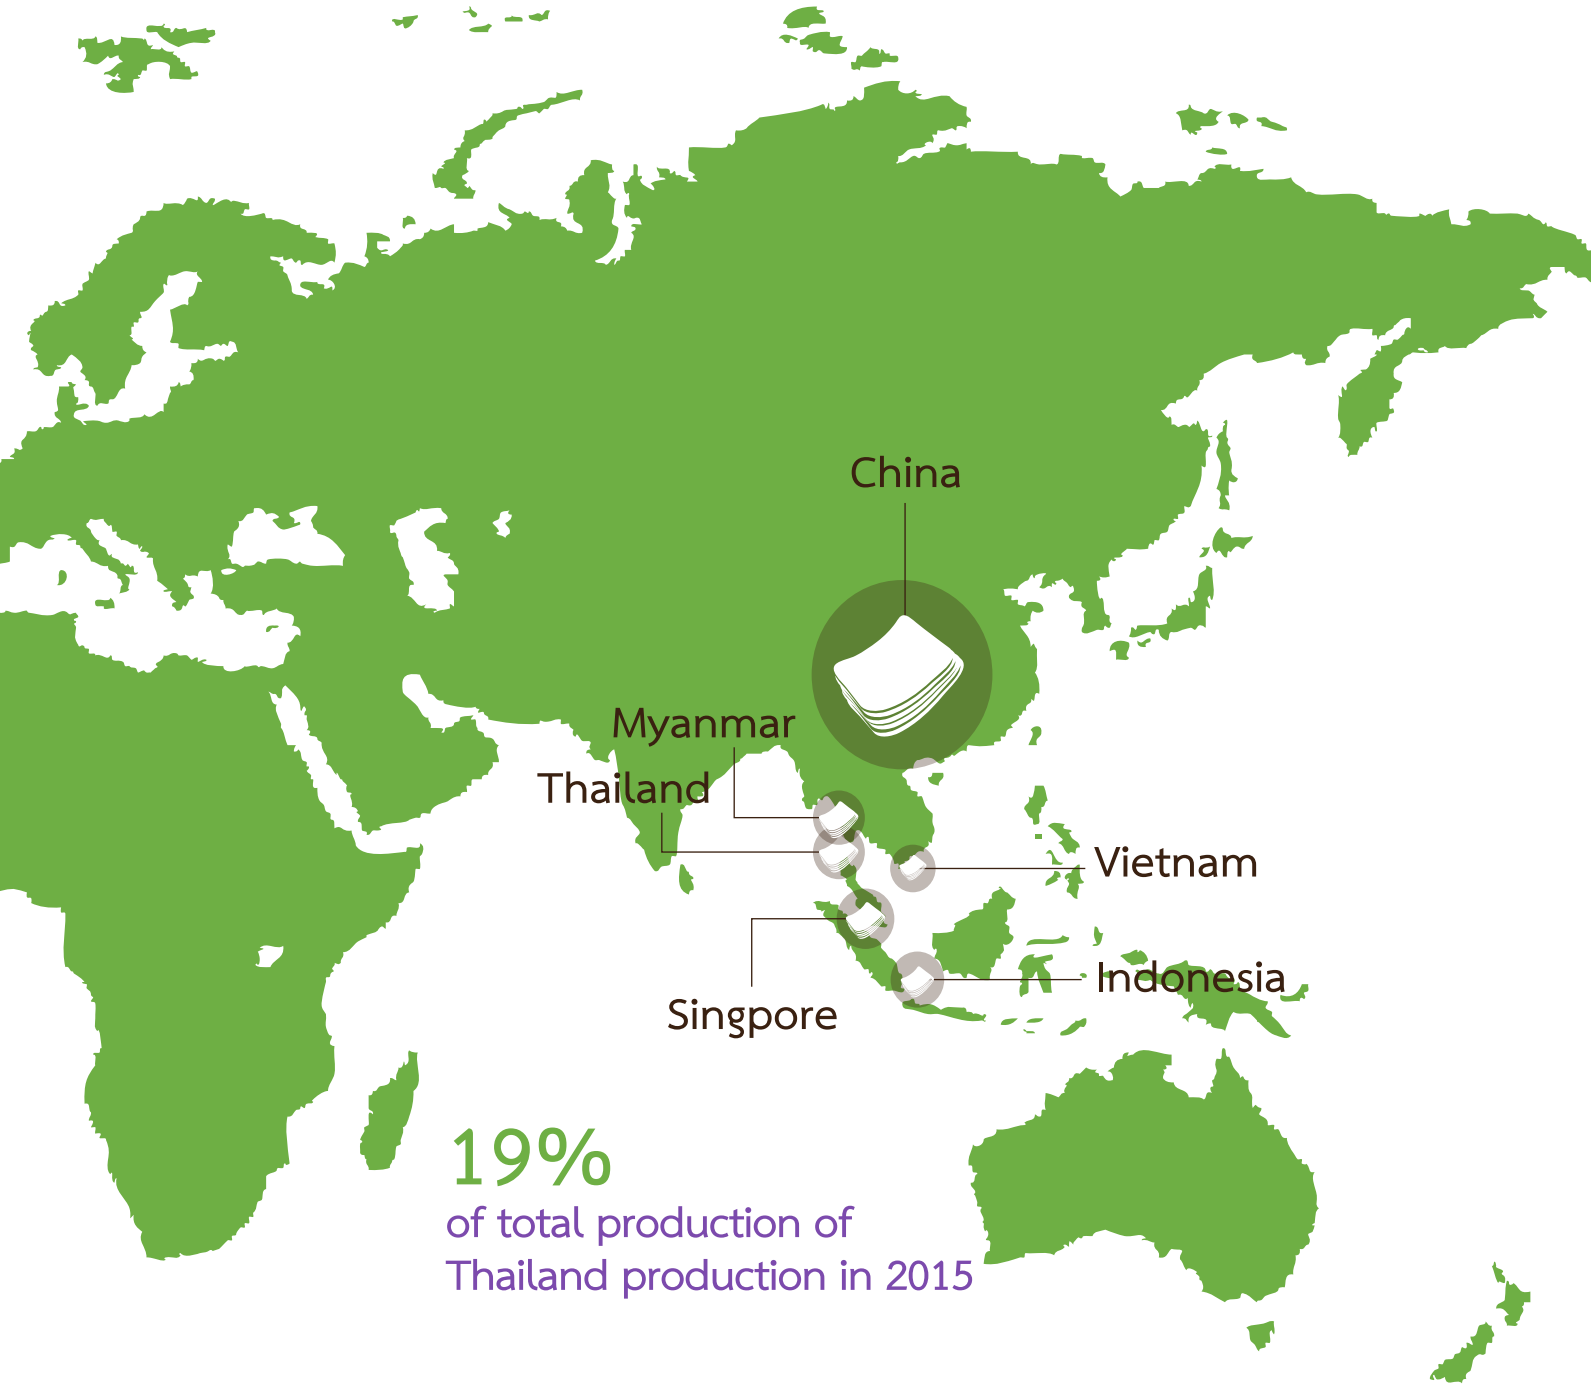 China
Myanmar
Thailand
Vietnam
Indonesia
Singpore
19%
of total production of
Thailand production in 2015